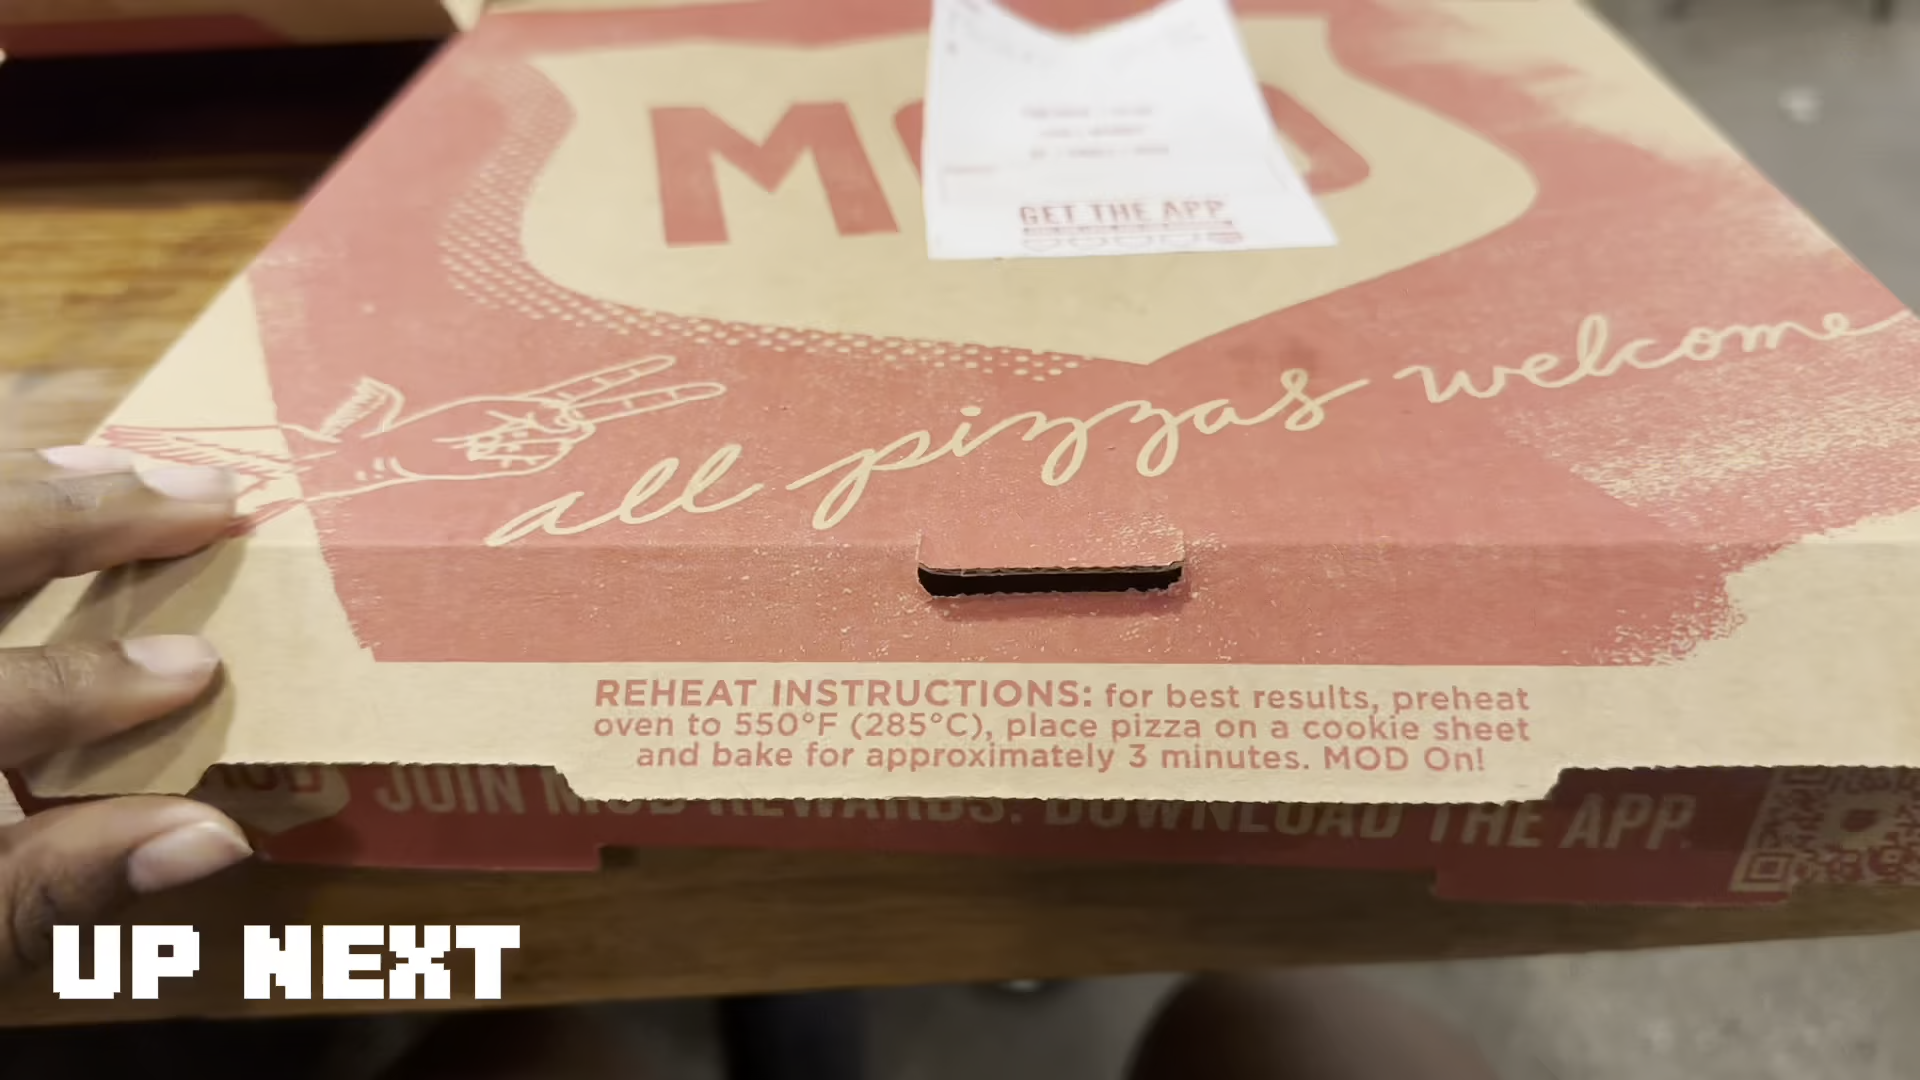 MOD
GET THE APP
all pizzas welcome
REHEAT INSTRUCTIONS: for best results, preheat
oven to 550°F (285°C), place pizza on a cookie sheet
and bake for approximately 3 minutes. MOD On!
MOD JOIN MOD REWARDS. DOWNLOAD THE APP.
UP NEXT